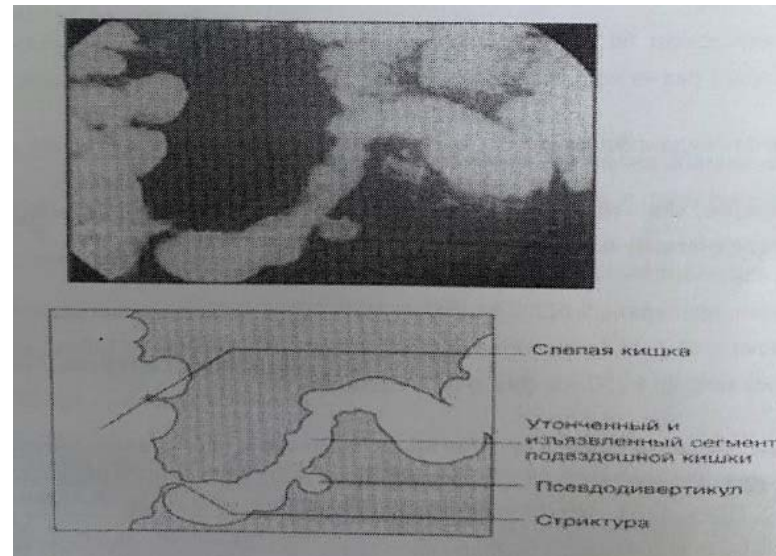 Слепая кишка
Утонченный и
изъязвленный сегмент
подвздошной кишки
Псевдодивертикул
Стриктура